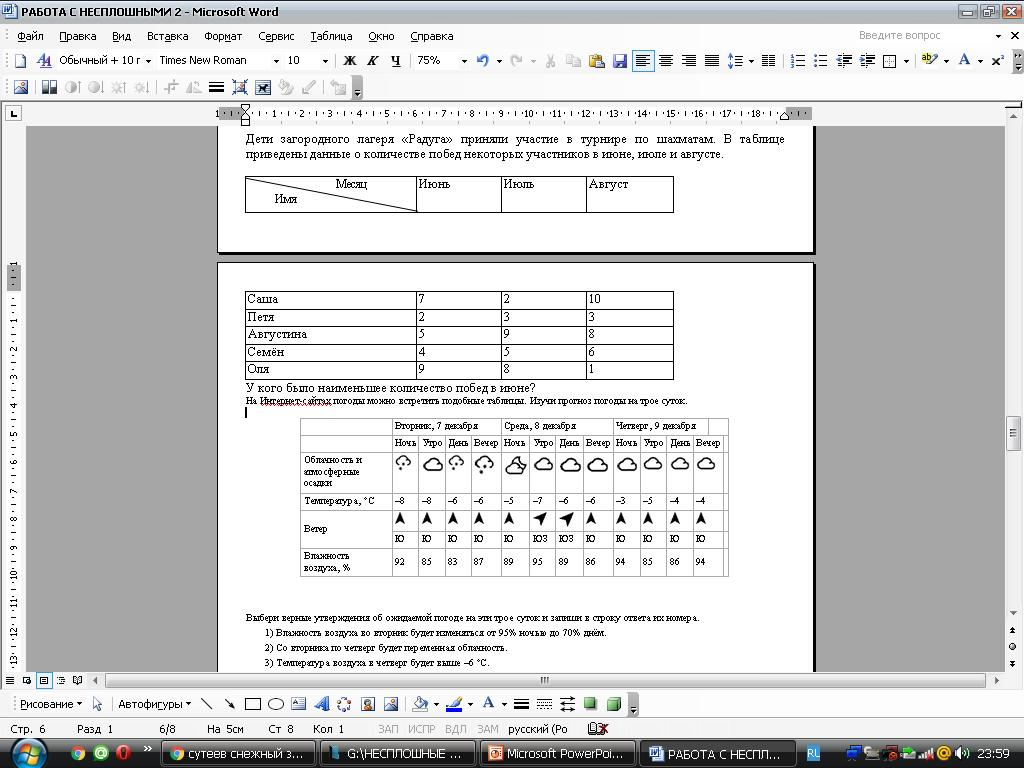 РАБОТА С НЕСПЛОШНЫМИ 2 - Microsoft Word
Файл Правка Вид Вставка Формат Сервис Таблица Окно Справка Введите вопрос
Обычный + 10 г Times New Roman 10 Ж К Ч 75%
Дети загородного лагеря «Радуга» приняли участие в турнире по шахматам. В таблице
приведены данные о количестве побед некоторых участников в июне, июле и августе.
Месяц Июнь Июль Август
Имя
Саша 7 2 10
Петя 2 3 3
Августина 5 9 8
Семён 4 5 6
Оля 9 8 1
У кого было наименьшее количество побед в июне?
На Интернет-сайтах погоды можно встретить подобные таблицы. Изучи прогноз погоды на трое суток.
Вторник, 7 декабря Среда, 8 декабря Четверг, 9 декабря
Ночь Утро День Вечер Ночь Утро День Вечер Ночь Утро День Вечер
Облачность и
атмосферные
осадки
Температура, °C –8 –8 –6 –6 –5 –7 –6 –6 –3 –5 –4 –4
Ветер
Ю Ю Ю Ю Ю ЮЗ ЮЗ Ю Ю Ю Ю Ю
Влажность
воздуха, % 92 85 83 87 89 95 89 86 94 85 86 94
Выбери верные утверждения об ожидаемой погоде на эти трое суток и запиши в строку ответа их номера.
1) Влажность воздуха во вторник будет изменяться от 95% ночью до 70% днём.
2) Со вторника по четверг будет переменная облачность.
3) Температура воздуха в четверг будет выше –6 °C.
Рисование Автофигуры
Стр. 6 Разд 1 6/8 На 5см Ст 8 Кол 1 ЗАП ИСПР ВДЛ ЗАМ русский (Ро
сутеев снежный з... G:\НЕСПЛОШНЫЕ ... Microsoft PowerPoi... РАБОТА С НЕСПЛ... RL 23:59